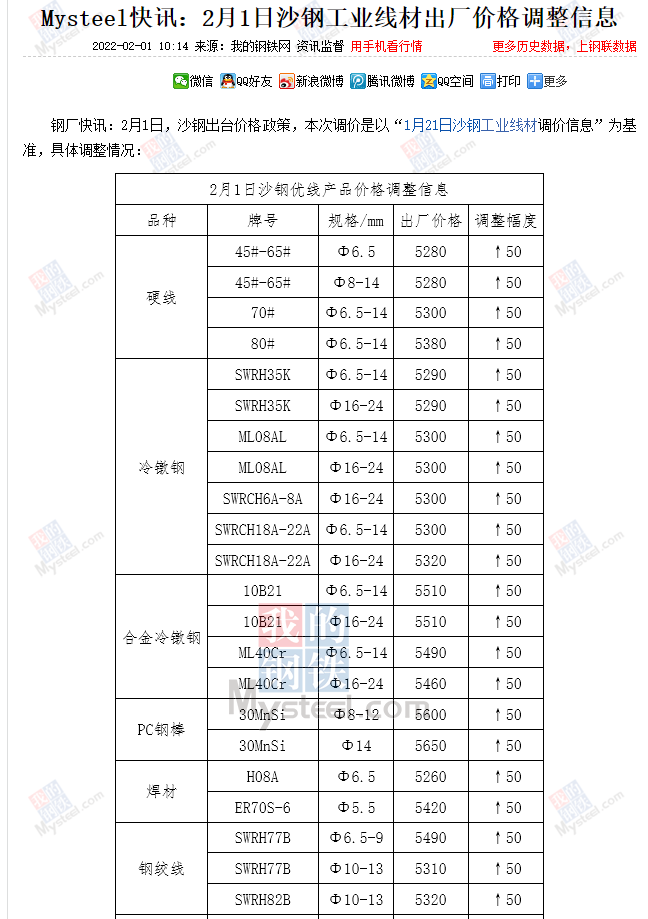 Mysteel快讯：2月1日沙钢工业线材出厂价格调整信息
2022-02-01 10:14 来源：我的钢铁网 资讯监督 用手机看行情 更多历史数据，上钢联数据
微信 QQ好友 新浪微博 腾讯微博 QQ空间 打印 更多
钢厂快讯：2月1日，沙钢出台价格政策，本次调价是以“1月21日沙钢工业线材调价信息”为基
准，具体调整情况：
2月1日沙钢优线产品价格调整信息
品种 牌号 规格/mm 出厂价格 调整幅度
硬线
45#-65# Φ6.5 5280 ↑50
45#-65# Φ8-14 5280 ↑50
70# Φ6.5-14 5300 ↑50
80# Φ6.5-14 5380 ↑50
冷镦钢
SWRH35K Φ6.5-14 5290 ↑50
SWRH35K Φ16-24 5290 ↑50
ML08AL Φ6.5-14 5300 ↑50
ML08AL Φ16-24 5300 ↑50
SWRCH6A-8A Φ16-24 5300 ↑50
SWRCH18A-22A Φ6.5-14 5300 ↑50
SWRCH18A-22A Φ16-24 5320 ↑50
合金冷镦钢
10B21 Φ6.5-14 5510 ↑50
10B21 Φ16-24 5510 ↑50
ML40Cr Φ6.5-14 5490 ↑50
ML40Cr Φ16-24 5460 ↑50
PC钢棒
30MnSi Φ8-12 5600 ↑50
30MnSi Φ14 5650 ↑50
焊材
H08A Φ6.5 5260 ↑50
ER70S-6 Φ5.5 5420 ↑50
钢绞线
SWRH77B Φ6.5-9 5490 ↑50
SWRH77B Φ10-13 5310 ↑50
SWRH82B Φ10-13 5320 ↑50
我的钢铁
Mysteel.com